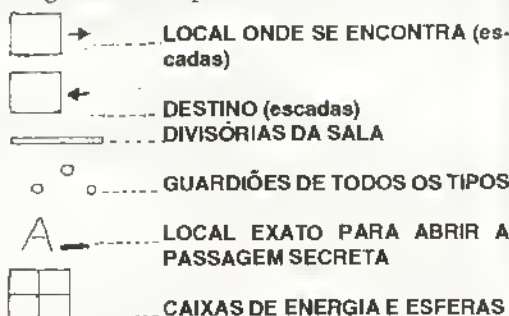 LOCAL ONDE SE ENCONTRA (es-
cadas)
DESTINO (escadas)
DIVISÓRIAS DA SALA
GUARDIÕES DE TODOS OS TIPOS
A
LOCAL EXATO PARA ABRIR A
PASSAGEM SECRETA
CAIXAS DE ENERGIA E ESFERAS